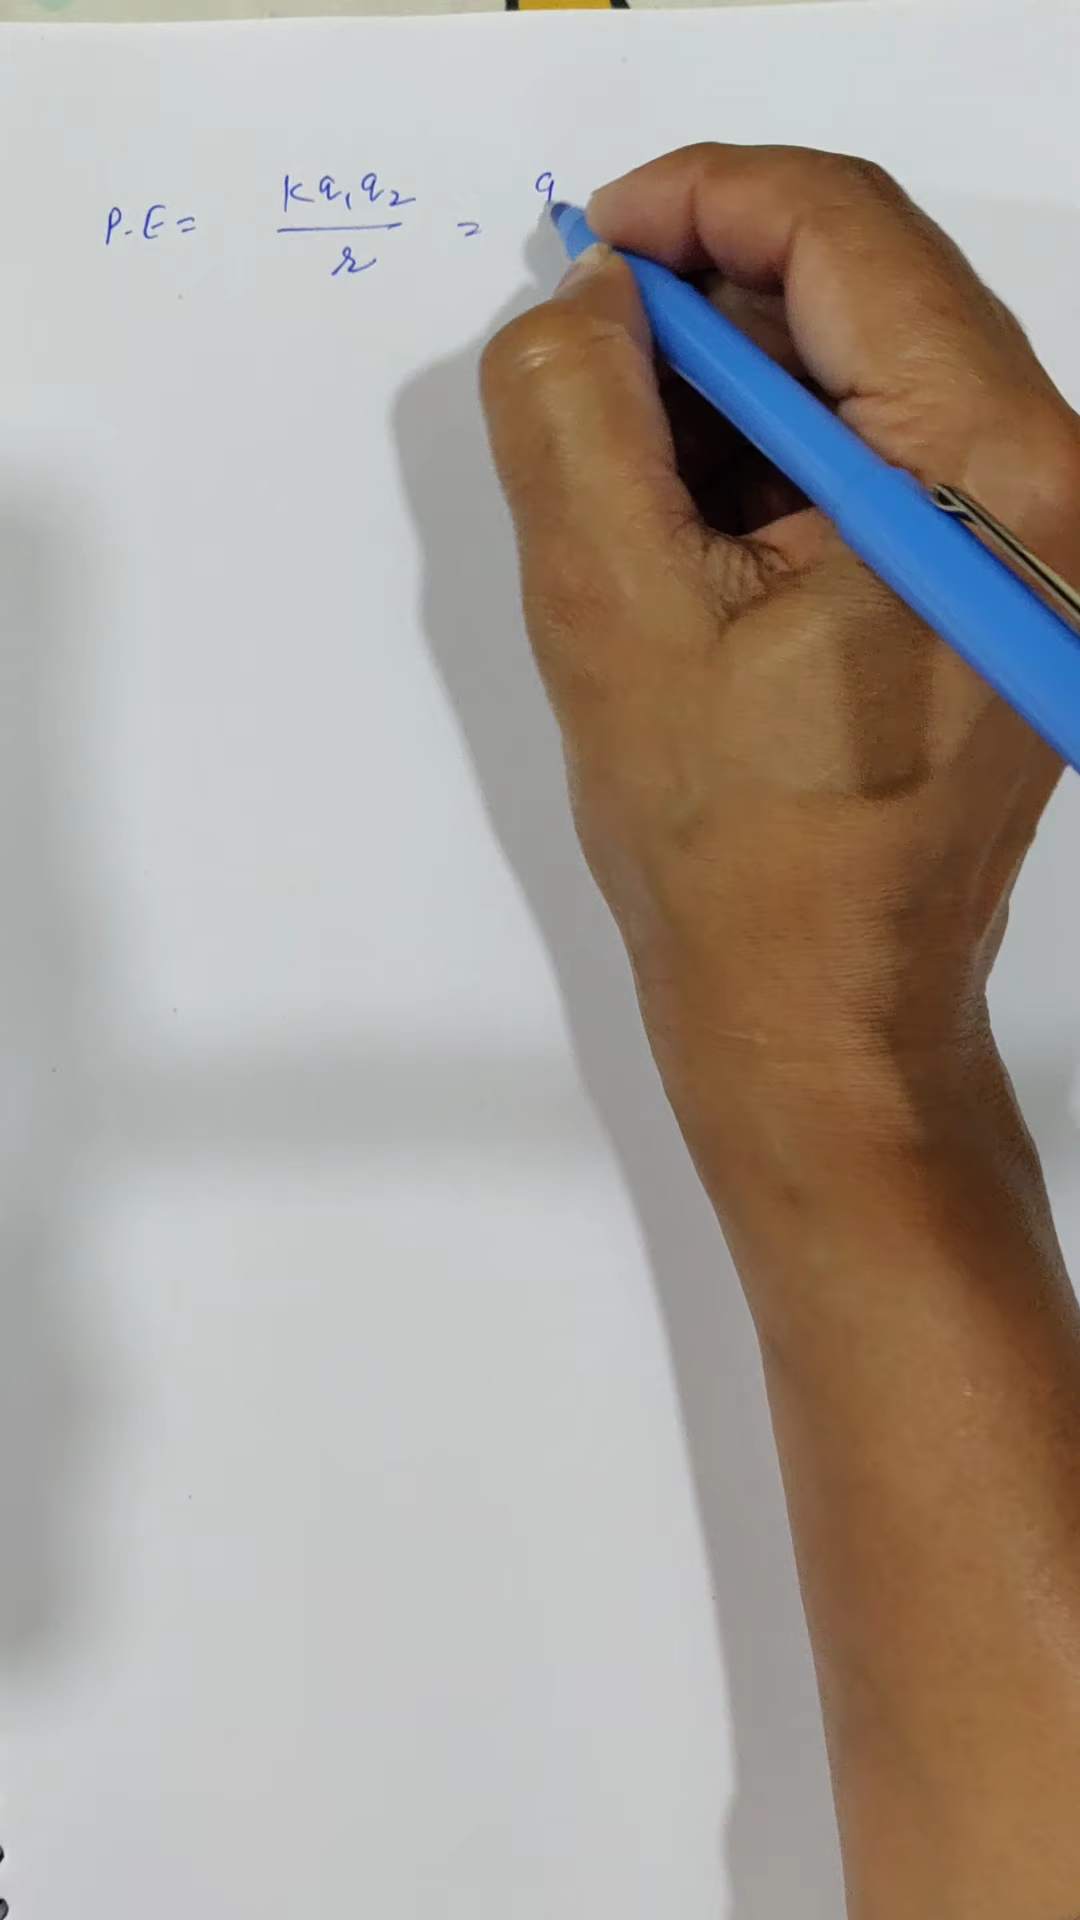 P.E = kq₁q₂/r = 9